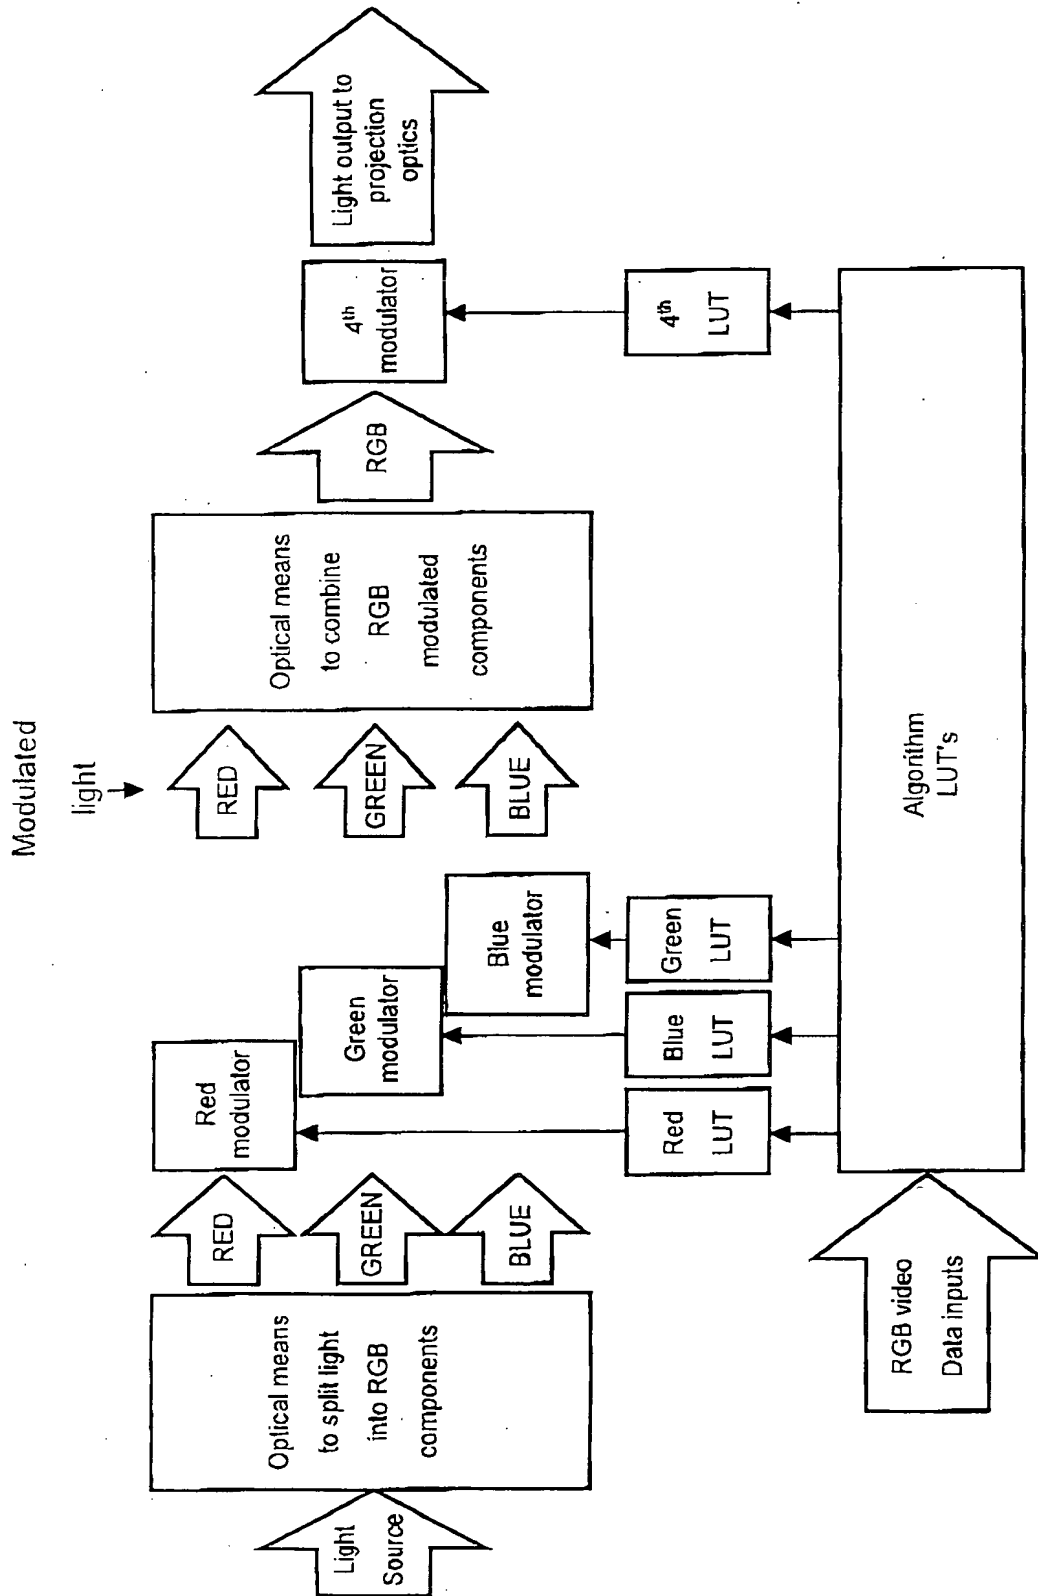 Light
Source
Optical means
to split light
into RGB
components
RED
GREEN
BLUE
Red
modulator
Green
modulator
Blue
modulator
Modulated
light
RED
GREEN
BLUE
Optical means
to combine
RGB
modulated
components
RGB
4th
modulator
Light output to
projection
optics
Red
LUT
Blue
LUT
Green
LUT
4th
LUT
RGB video
Data inputs
Algorithm
LUT's